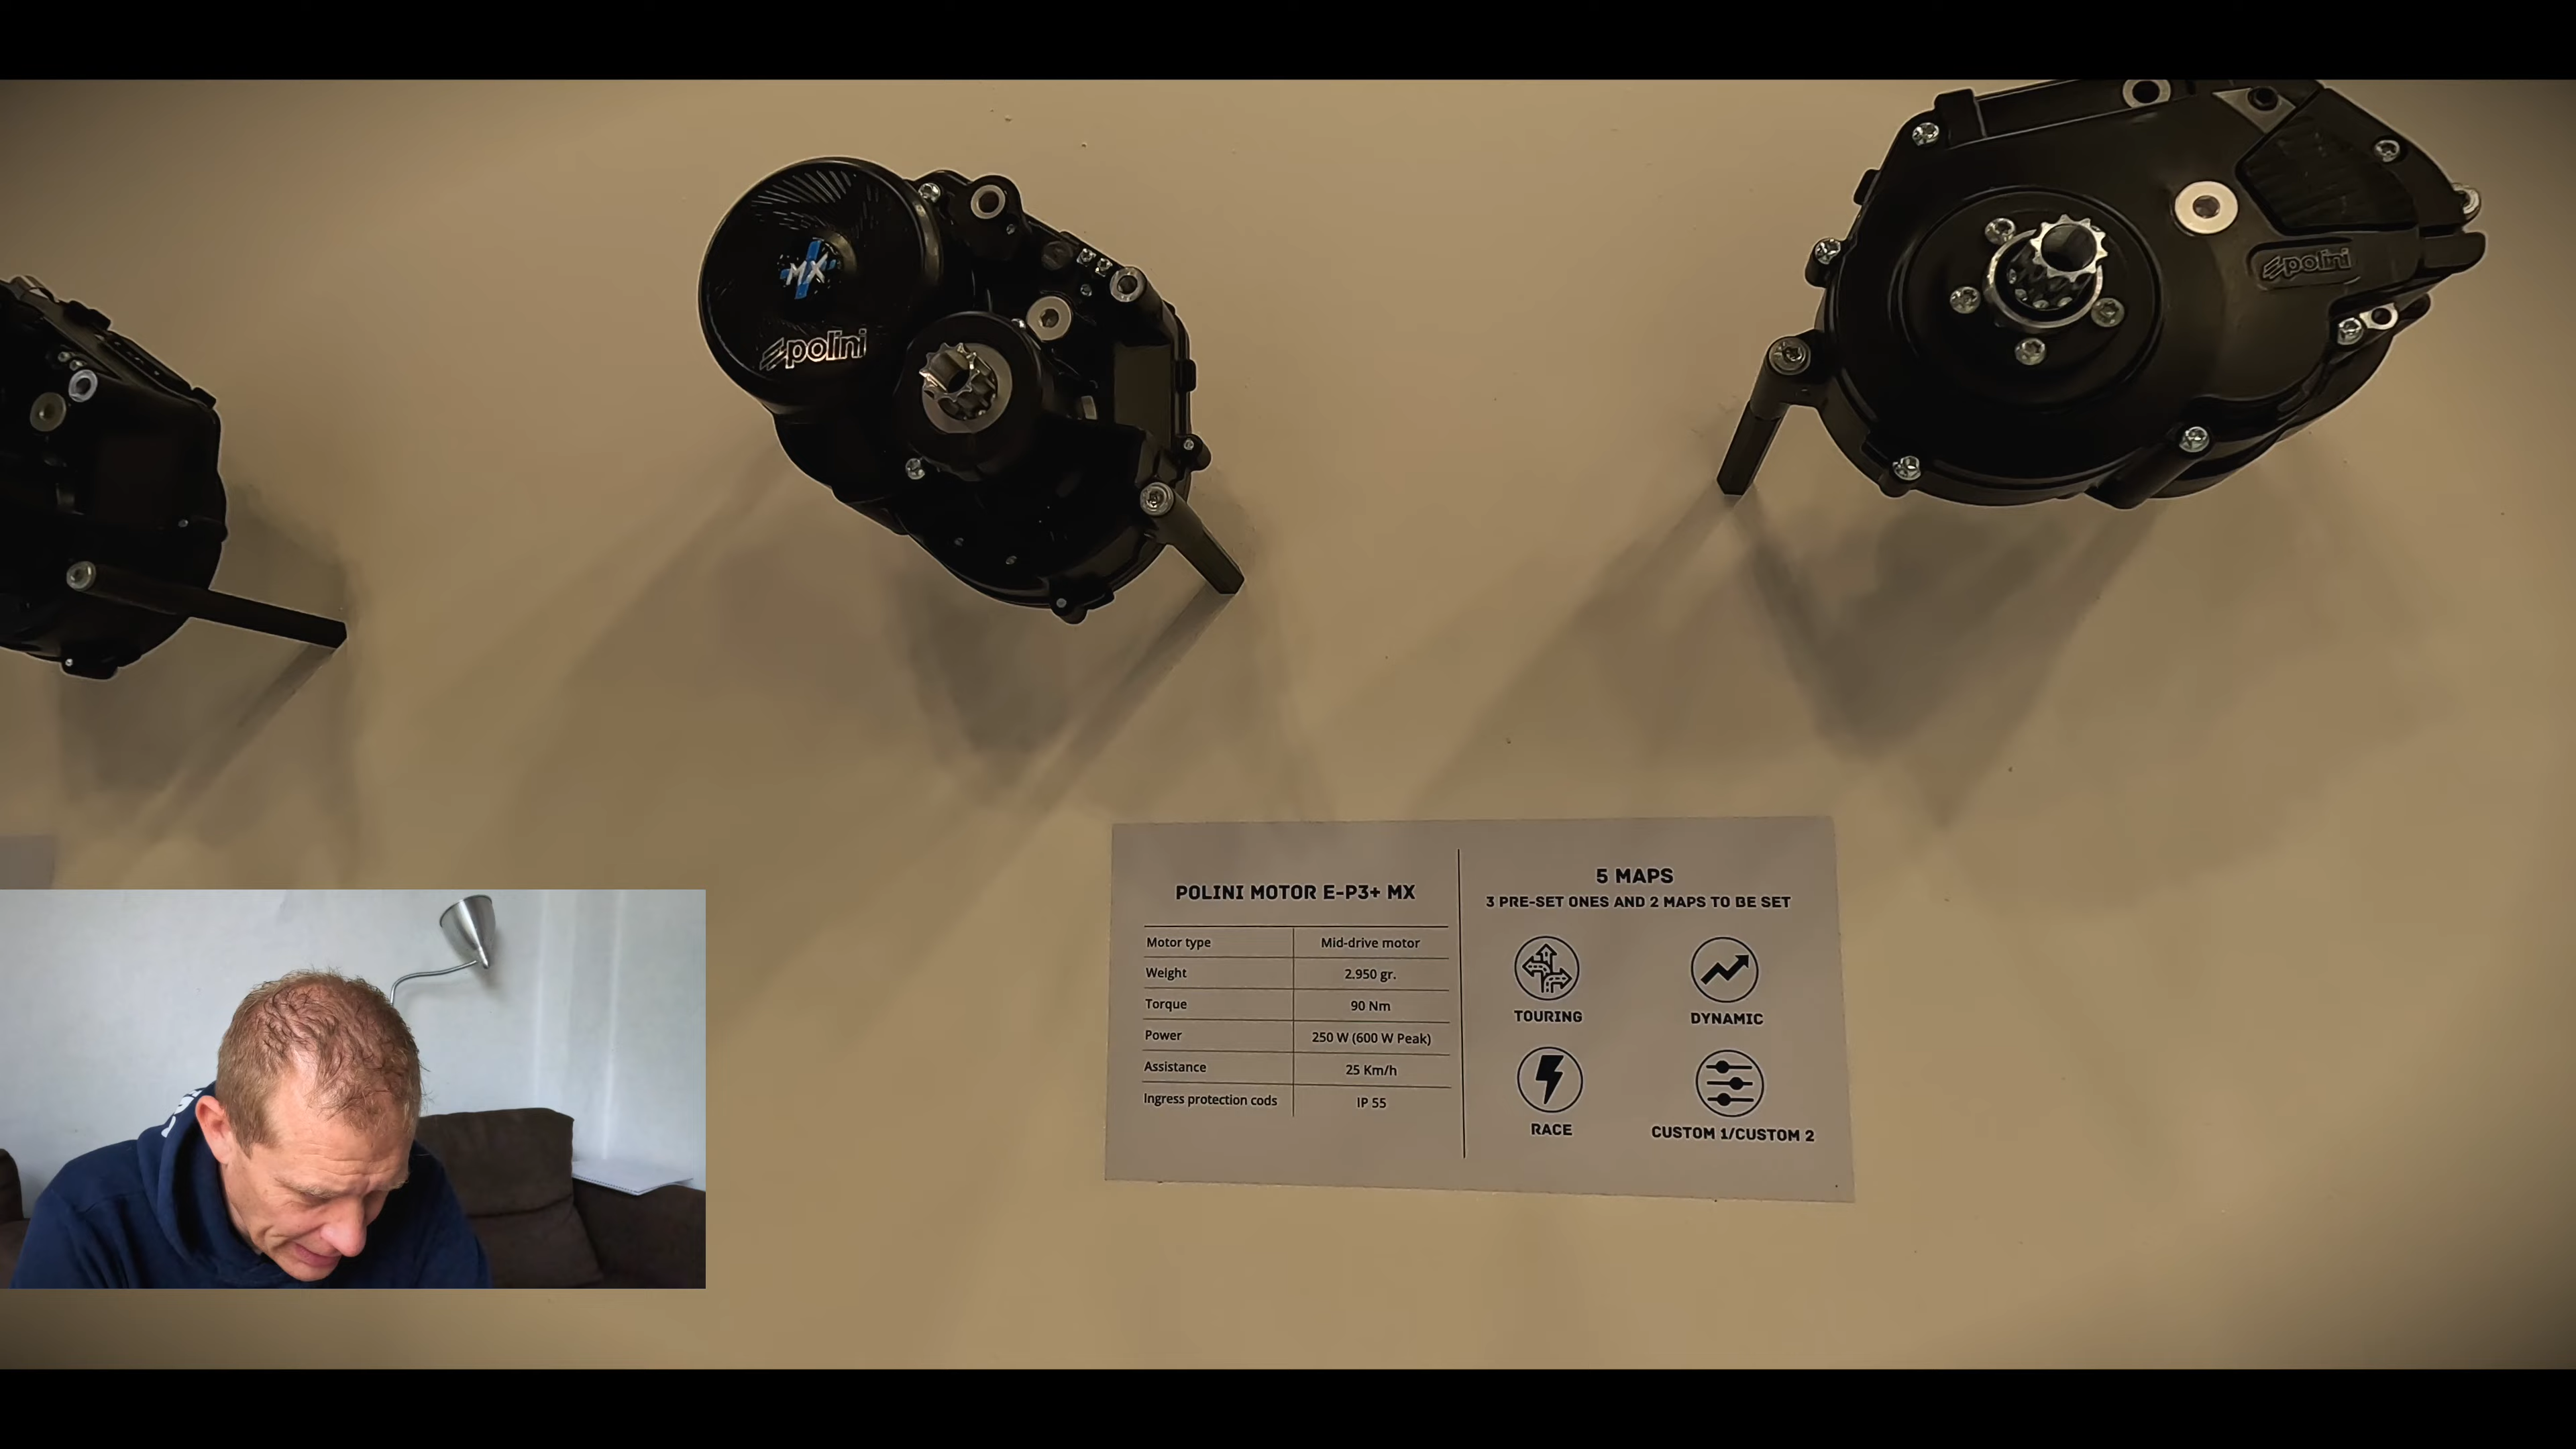 MX
polini
polini
POLINI MOTOR E-P3+ MX
Motor type Mid-drive motor
Weight 2.950 gr.
Torque 90 Nm
Power 250 W (600 W Peak)
Assistance 25 Km/h
Ingress protection cods IP 55
5 MAPS
3 PRE-SET ONES AND 2 MAPS TO BE SET
TOURING
DYNAMIC
RACE
CUSTOM 1/CUSTOM 2